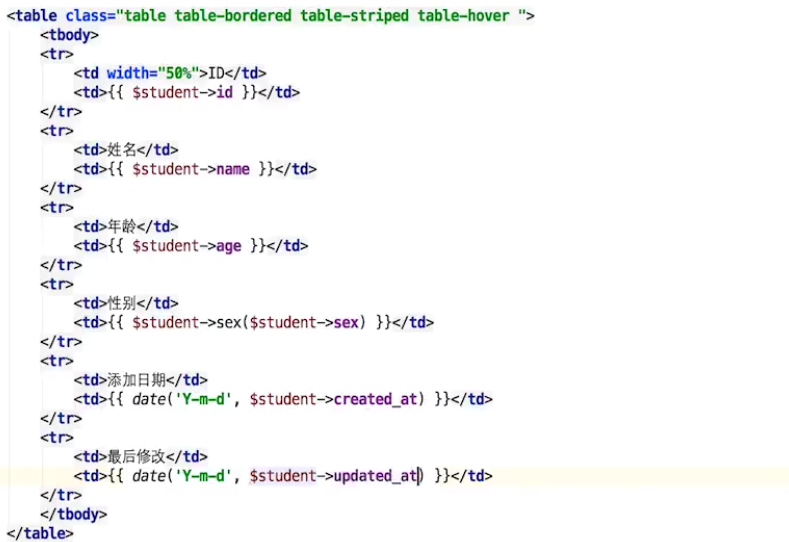 <table class="table table-bordered table-striped table-hover ">
    <tbody>
    <tr>
        <td width="50%">ID</td>
        <td>{{ $student->id }}</td>
    </tr>
    <tr>
        <td>姓名</td>
        <td>{{ $student->name }}</td>
    </tr>
    <tr>
        <td>年龄</td>
        <td>{{ $student->age }}</td>
    </tr>
    <tr>
        <td>性别</td>
        <td>{{ $student->sex($student->sex) }}</td>
    </tr>
    <tr>
        <td>添加日期</td>
        <td>{{ date('Y-m-d', $student->created_at) }}</td>
    </tr>
    <tr>
        <td>最后修改</td>
        <td>{{ date('Y-m-d', $student->updated_at) }}</td>
    </tr>
    </tbody>
</table>